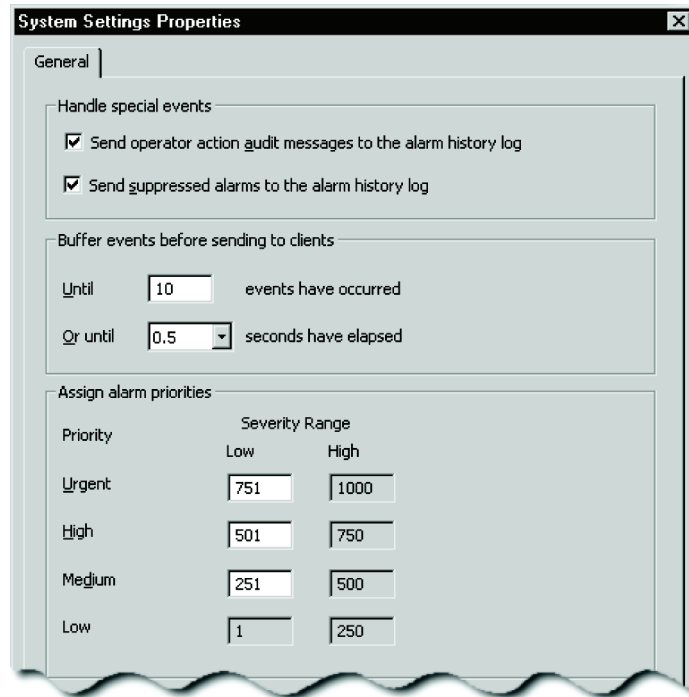 System Settings Properties
General
Handle special events
Send operator action audit messages to the alarm history log
Send suppressed alarms to the alarm history log
Buffer events before sending to clients
Until 10 events have occurred
Or until 0.5 seconds have elapsed
Assign alarm priorities
Priority Severity Range
Low High
Urgent 751 1000
High 501 750
Medium 251 500
Low 1 250